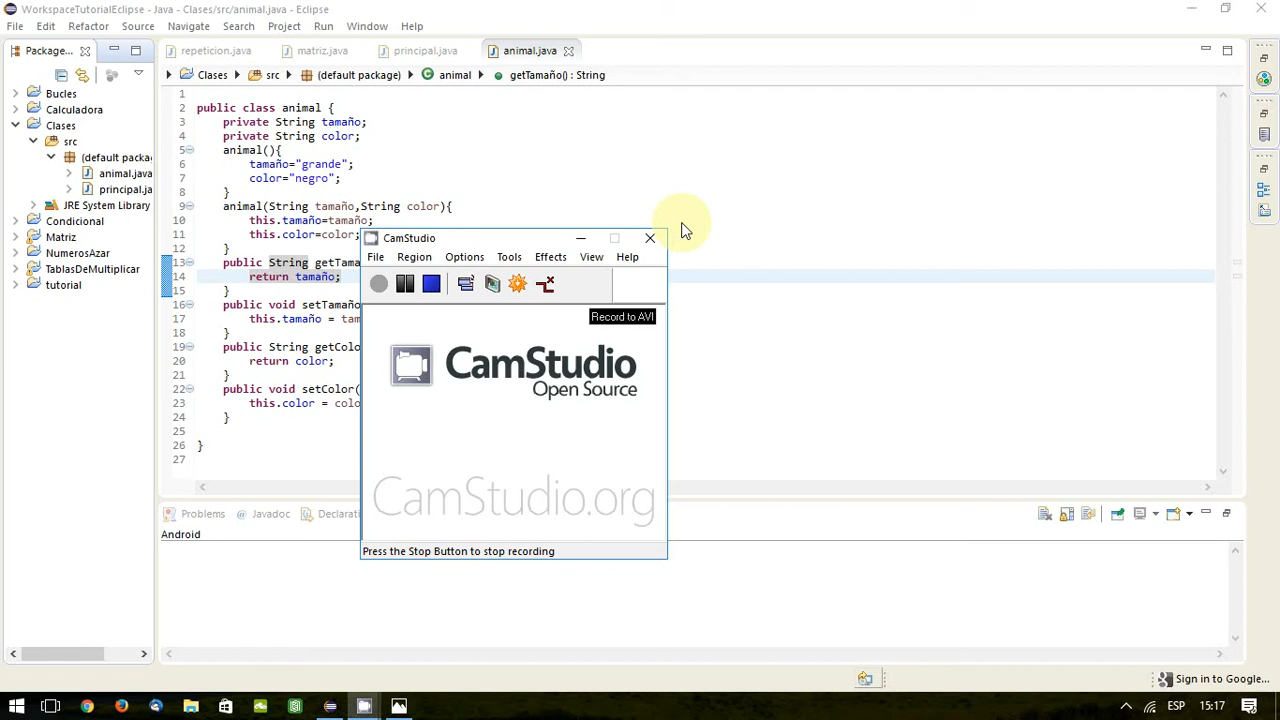 WorkspaceTutorialEclipse - Java - Clases/src/animal.java - Eclipse
File Edit Refactor Source Navigate Search Project Run Window Help
Package...
repeticion.java matriz.java principal.java animal.java
Clases src (default package) animal getTamaño() : String
Bucles
Calculadora
Clases
src
(default packa
animal.java
principal.ja
JRE System Library
Condicional
Matriz
NumerosAzar
TablasDeMultiplicar
tutorial
1
2 public class animal {
3 private String tamaño;
4 private String color;
5 animal(){
6 tamaño="grande";
7 color="negro";
8 }
9 animal(String tamaño,String color){
10 this.tamaño=tamaño;
11 this.color=color;
12 }
13 public String getTama
14 return tamaño;
15 }
16 public void setTamaño
17 this.tamaño = tam
18 }
19 public String getColo
20 return color;
21 }
22 public void setColor(
23 this.color = colo
24 }
25
26 }
27
CamStudio
File Region Options Tools Effects View Help
Record to AVI
CamStudio
Open Source
CamStudio.org
Press the Stop Button to stop recording
Problems Javadoc Declarati
Android
Sign in to Google...
ESP 15:17